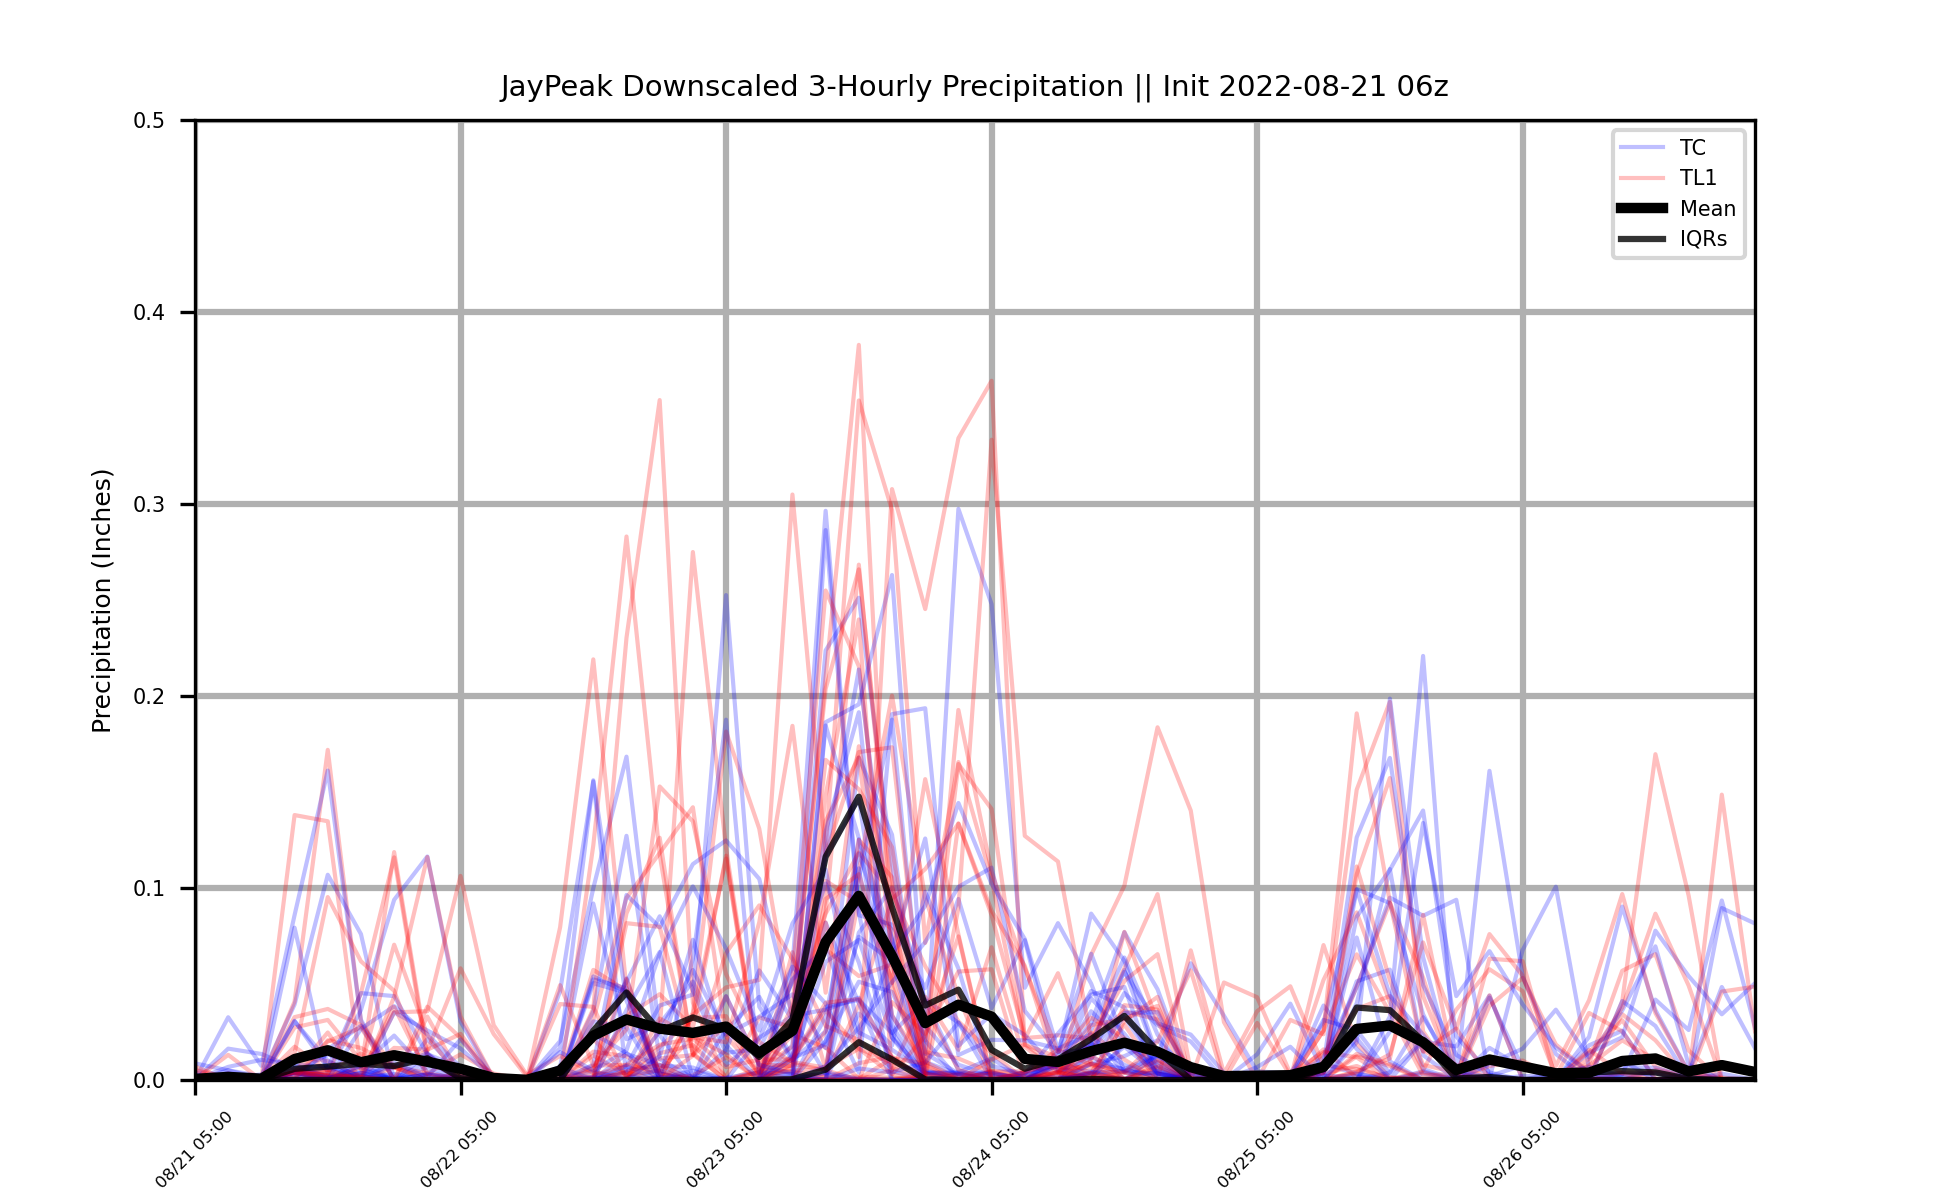 JayPeak Downscaled 3-Hourly Precipitation || Init 2022-08-21 06z
Precipitation (Inches)
0.5
0.4
0.3
0.2
0.1
0.0
TC
TL1
Mean
IQRs
08/21 05:00
08/22 05:00
08/23 05:00
08/24 05:00
08/25 05:00
08/26 05:00